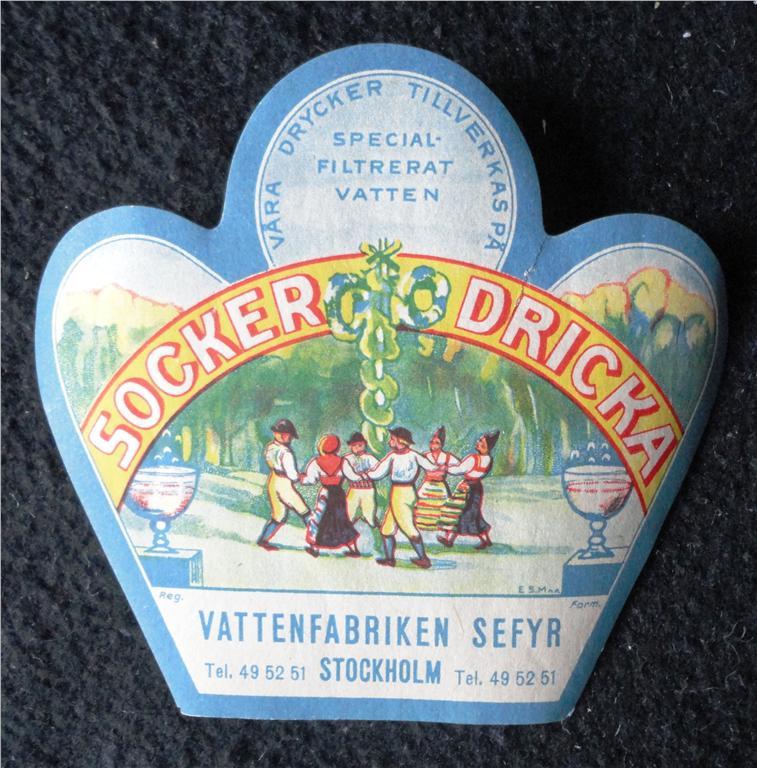 VÅRA DRYCKER TILLVERKAS PÅ
SPECIAL-
FILTRERAT
VATTEN
SOCKER DRICKA
Reg.
E.S.Man
Form.
VATTENFABRIKEN SEFYR
Tel. 49 52 51 STOCKHOLM Tel. 49 52 51